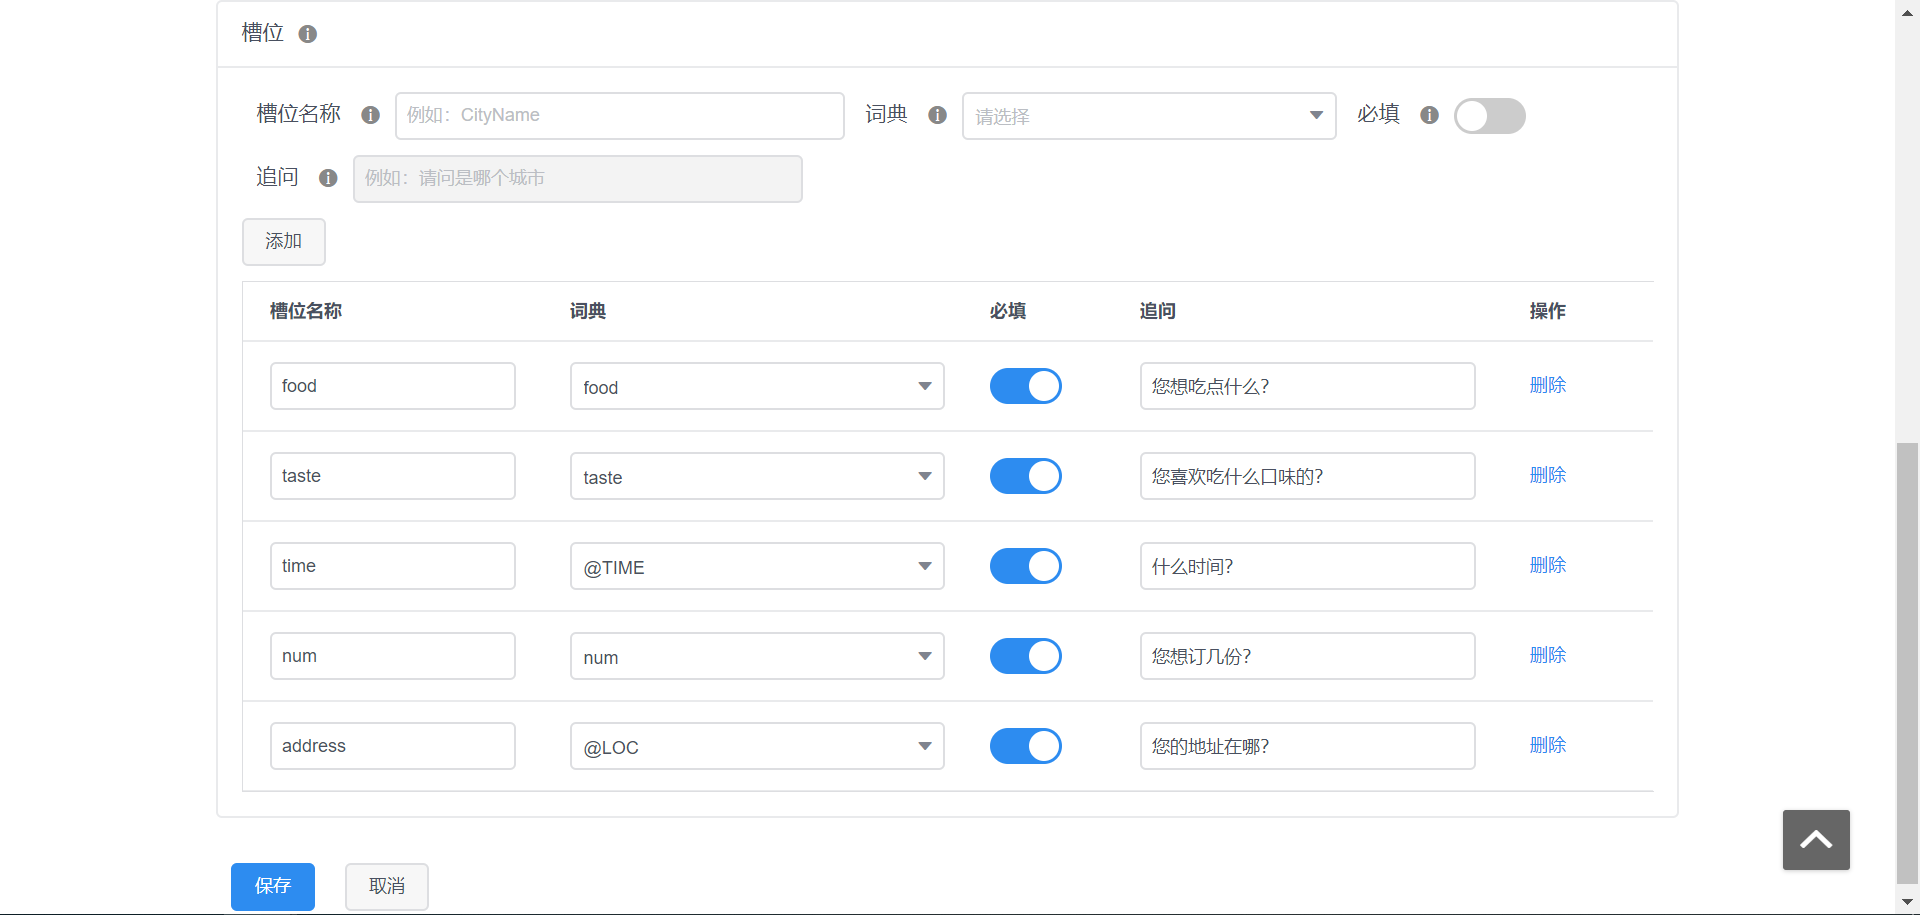 槽位
槽位名称 例如：CityName 词典 请选择 必填
追问 例如：请问是哪个城市
添加
槽位名称 词典 必填 追问 操作
food food 您想吃点什么？ 删除
taste taste 您喜欢吃什么口味的？ 删除
time @TIME 什么时间？ 删除
num num 您想订几份？ 删除
address @LOC 您的地址在哪？ 删除
保存 取消